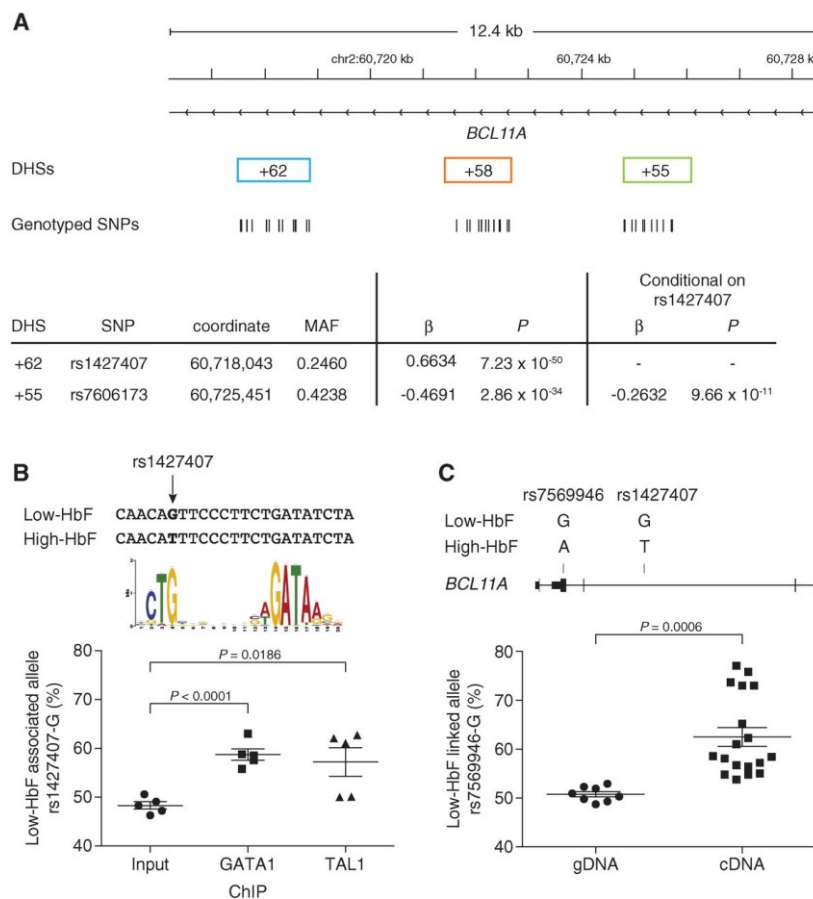 A
12.4 kb
chr2:60,720 kb 60,724 kb 60,728 k
BCL11A
DHSs +62 +58 +55
Genotyped SNPs
Conditional on
rs1427407
DHS SNP coordinate MAF β P β P
+62 rs1427407 60,718,043 0.2460 0.6634 7.23 x 10⁻⁵⁰ - -
+55 rs7606173 60,725,451 0.4238 -0.4691 2.86 x 10⁻³⁴ -0.2632 9.66 x 10⁻¹¹
B
rs1427407
Low-HbF CAACAGTTCCCTTCTGATATCTA
High-HbF CAACATTTCCCTTCTGATATCTA
CTG GATAA
P = 0.0186
P < 0.0001
Low-HbF associated allele
rs1427407-G (%)
80
70
60
50
40
Input GATA1 TAL1
ChIP
C
rs7569946 rs1427407
Low-HbF G G
High-HbF A T
BCL11A
P = 0.0006
Low-HbF linked allele
rs7569946-G (%)
80
70
60
50
40
gDNA cDNA